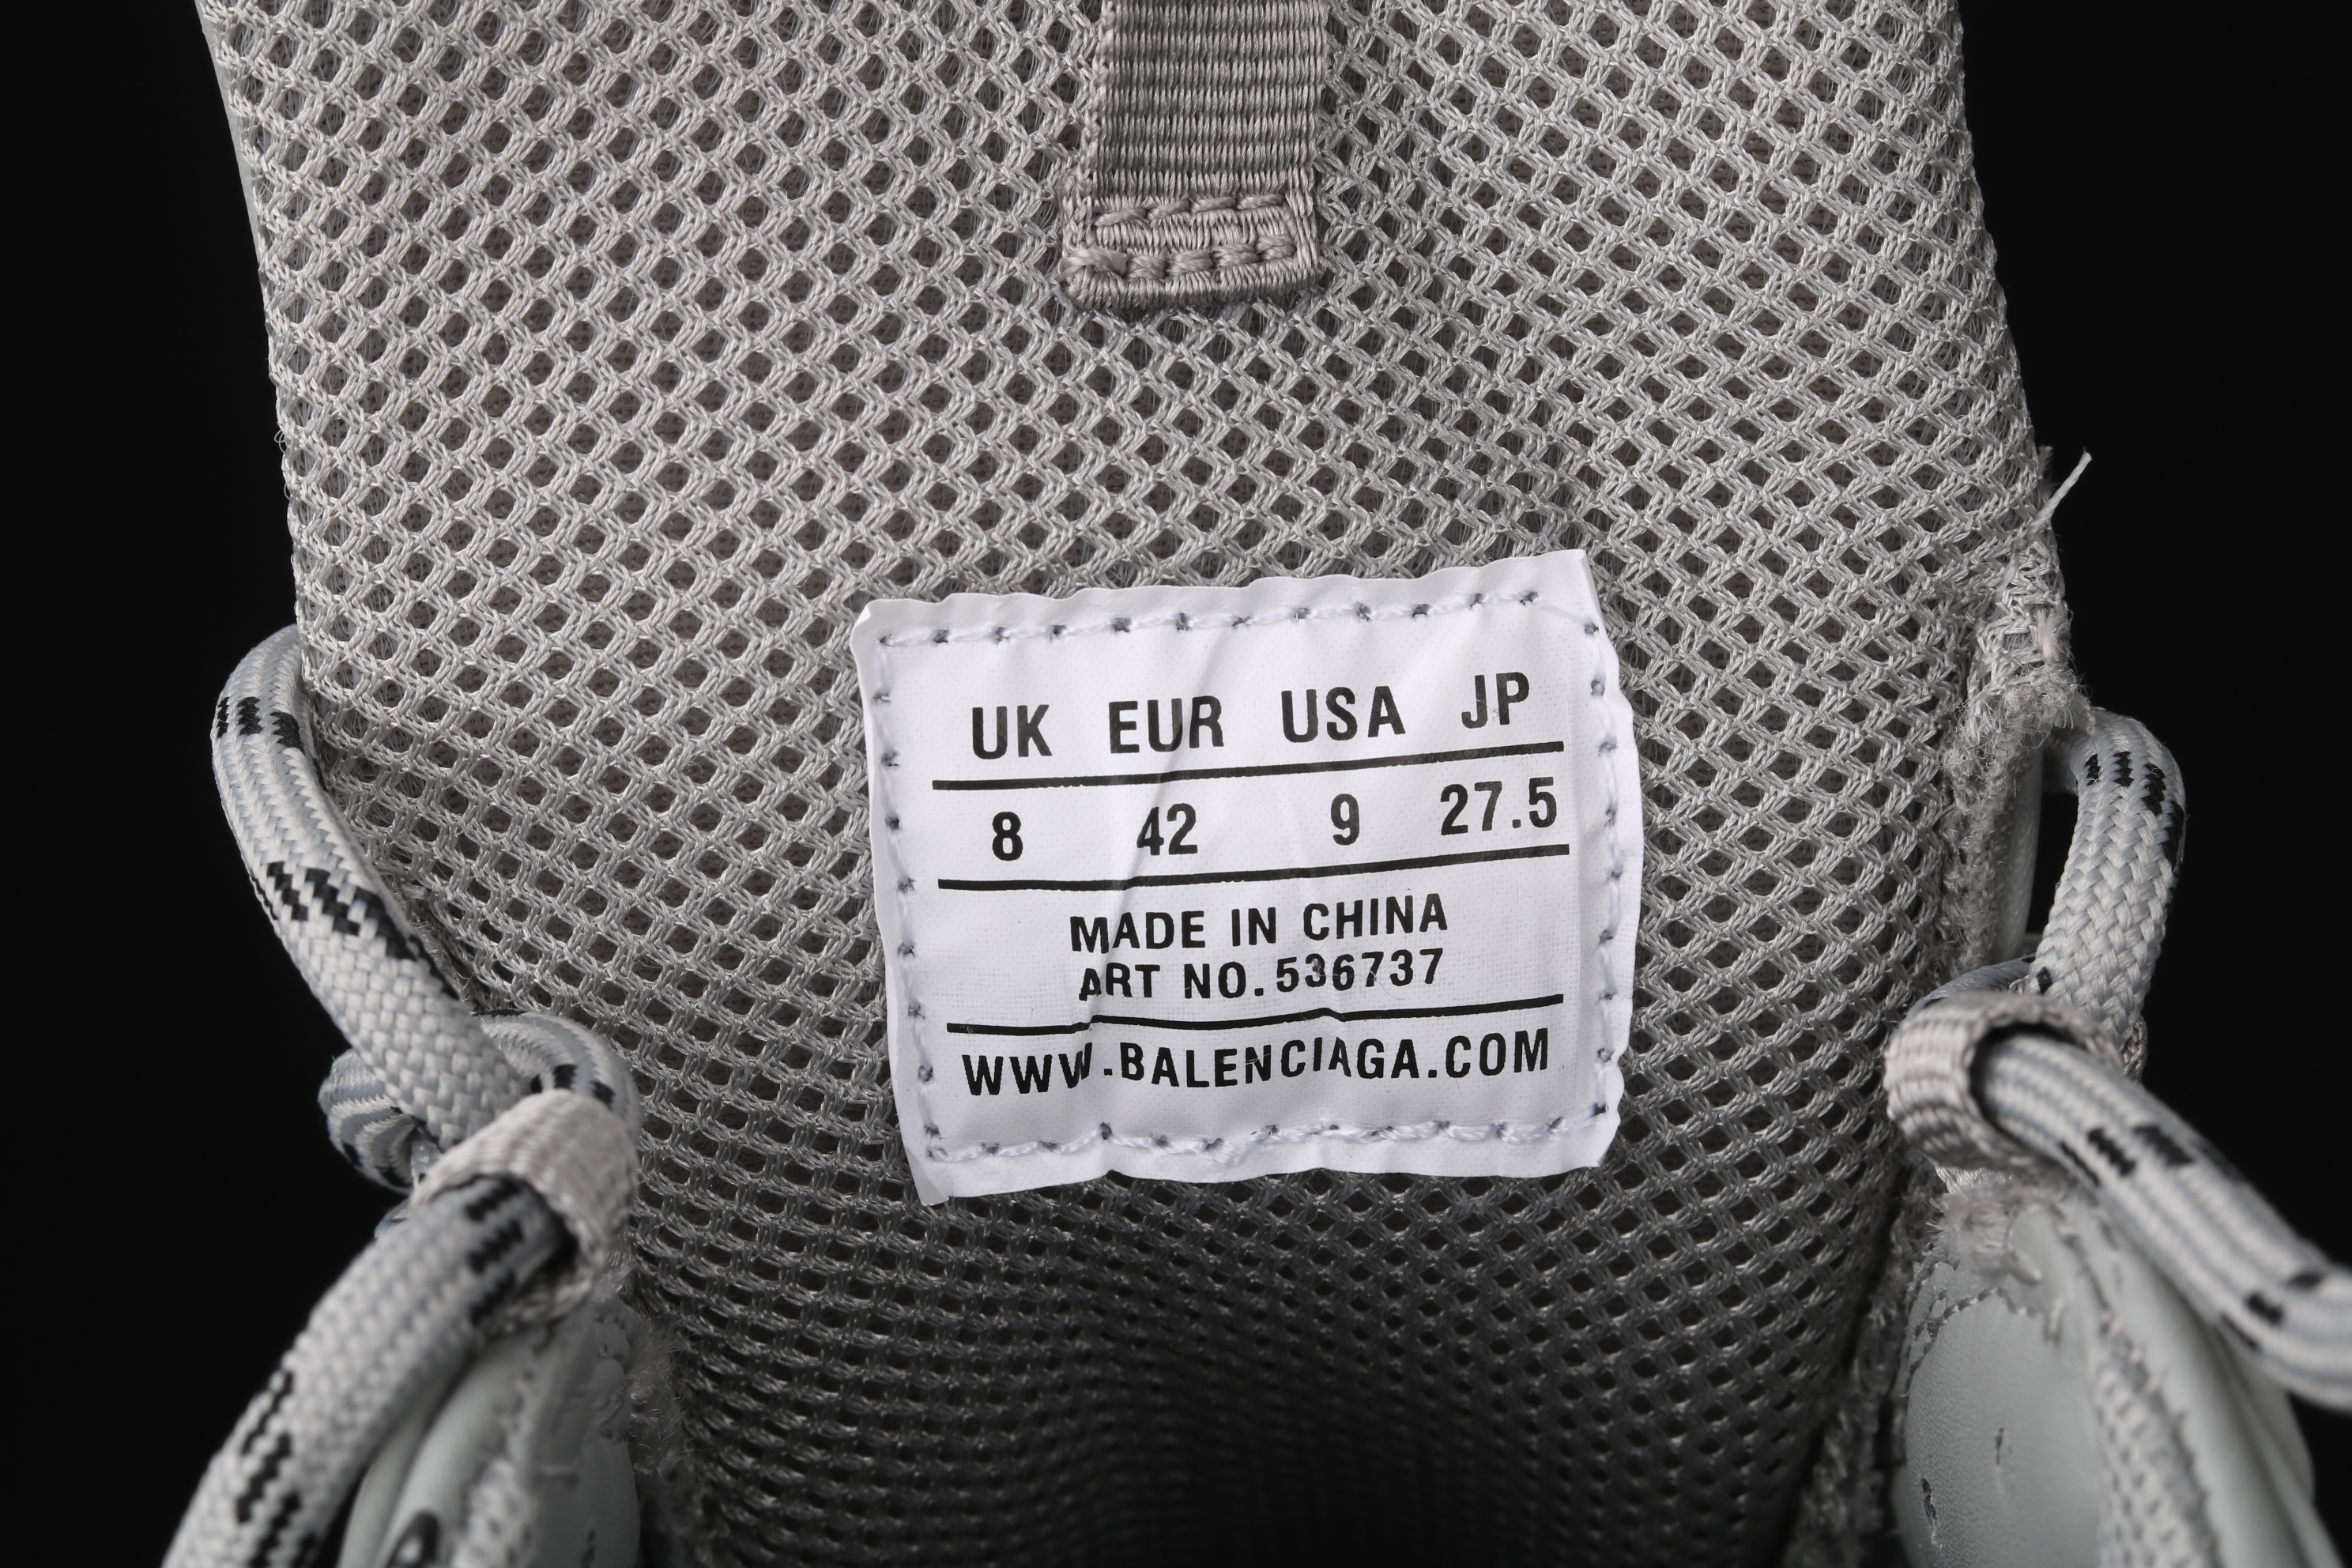 UK EUR USA JP
8 42 9 27.5
MADE IN CHINA
ART NO.536737
WWW.BALENCIAGA.COM